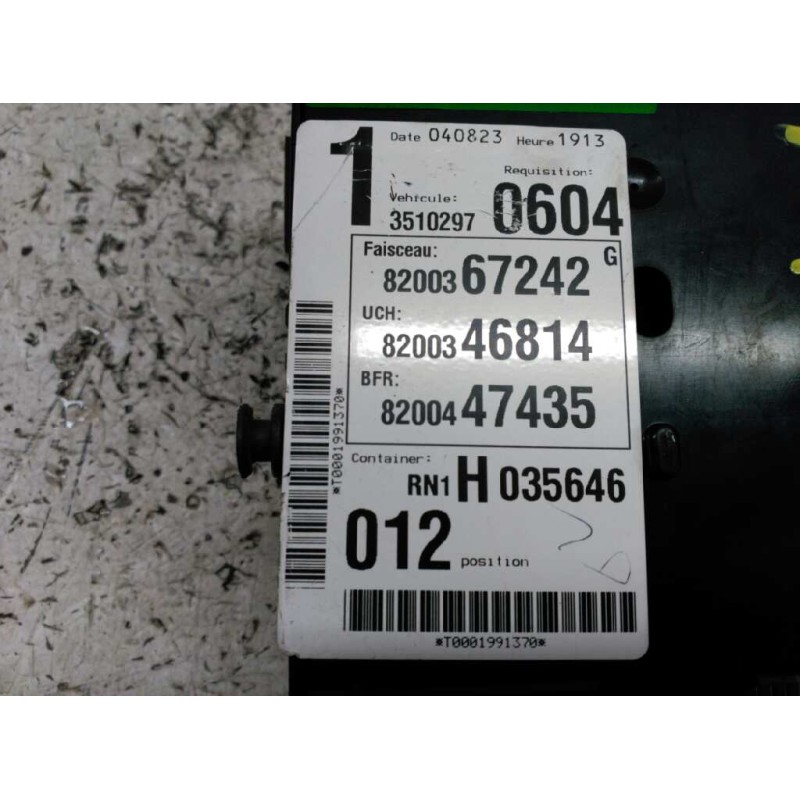 1
Date 040823 Heure 1913
Requisition:
Vehicule:
3510297 0604
Faisceau: G
8200367242
UCH:
8200346814
BFR:
8200447435
Container:
RN1 H 035646
012 position
*T0001991370*
*T0001991370*